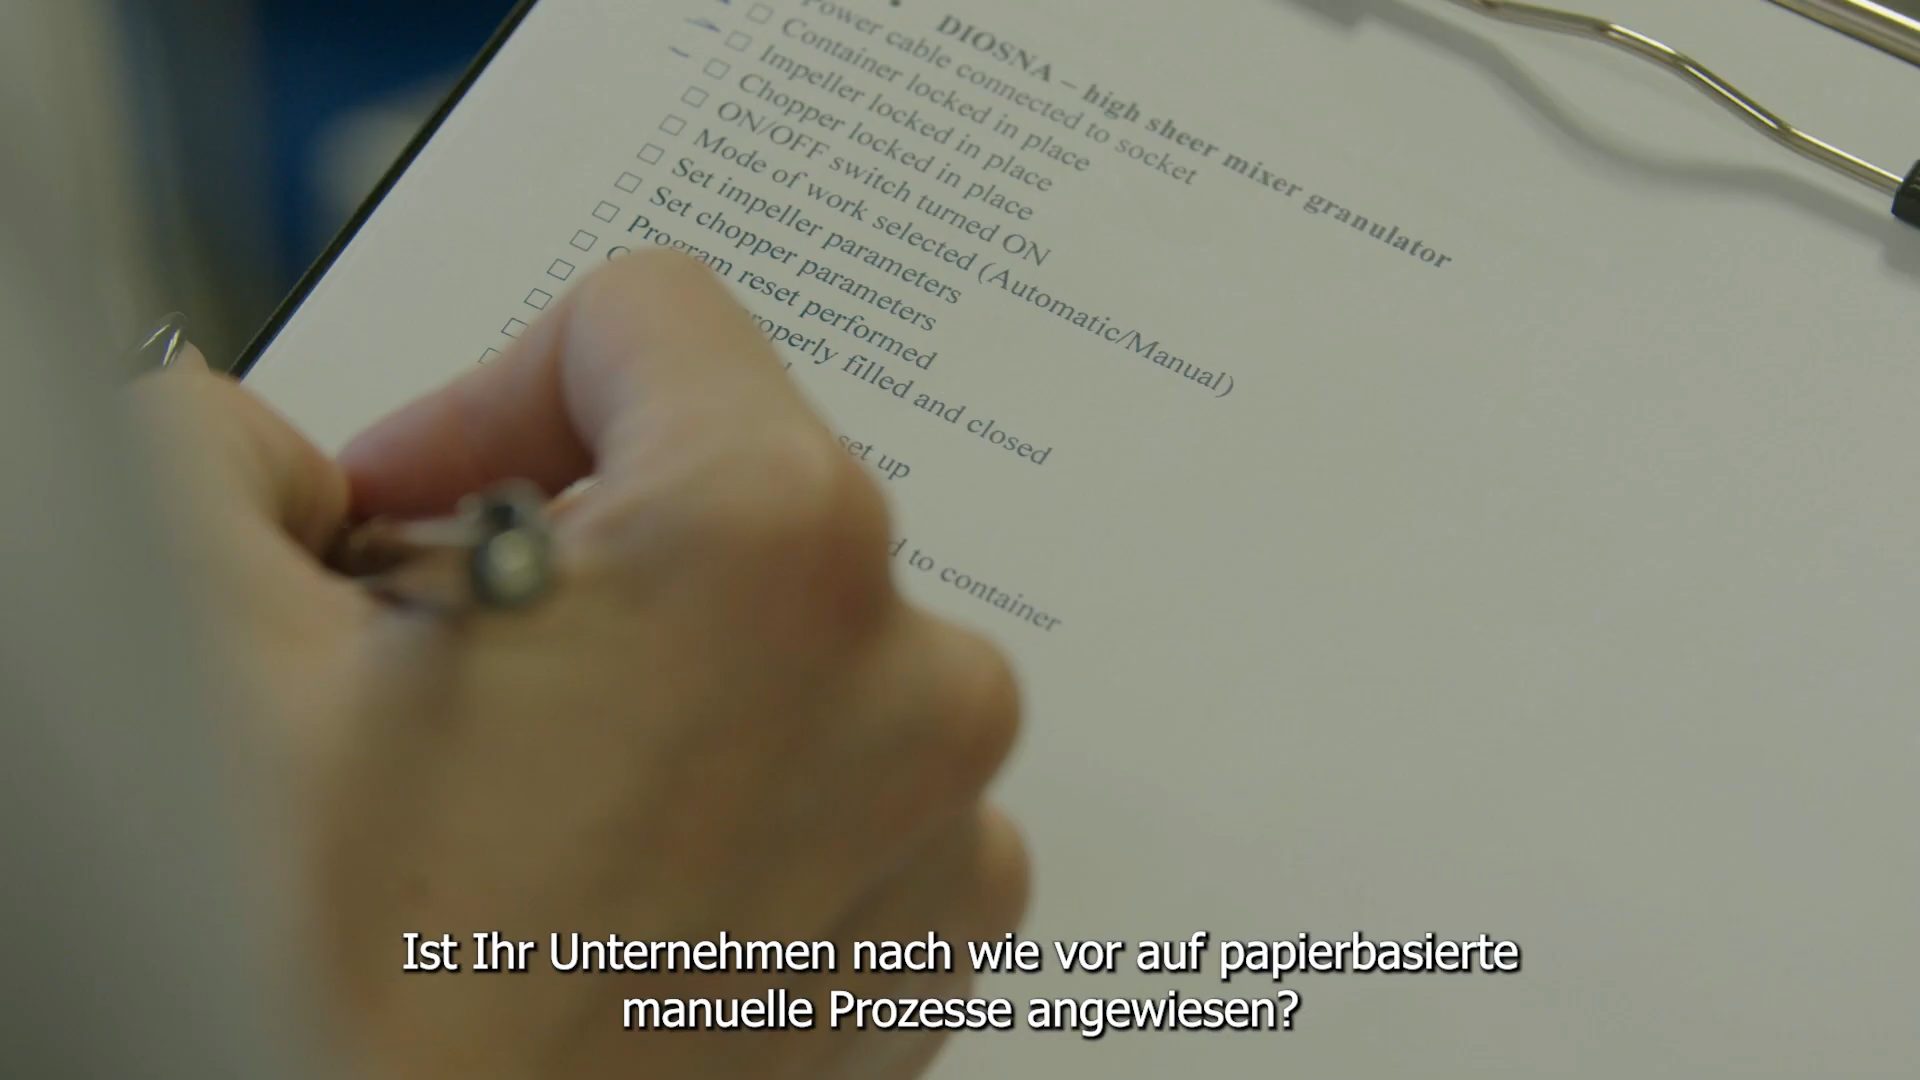 • DIOSNA – high sheer mixer granulator
Power cable connected to socket
Container locked in place
Impeller locked in place
Chopper locked in place
ON/OFF switch turned ON
Mode of work selected (Automatic/Manual)
Set impeller parameters
Set chopper parameters
Program reset performed
properly filled and closed
set up
to container
Ist Ihr Unternehmen nach wie vor auf papierbasierte
manuelle Prozesse angewiesen?